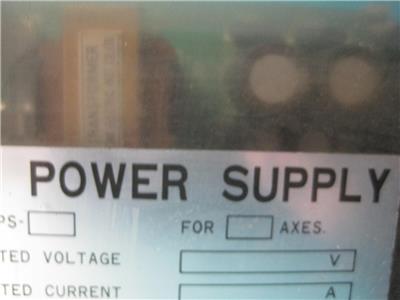 POWER SUPPLY
PS- FOR AXES.
TED VOLTAGE V
TED CURRENT A